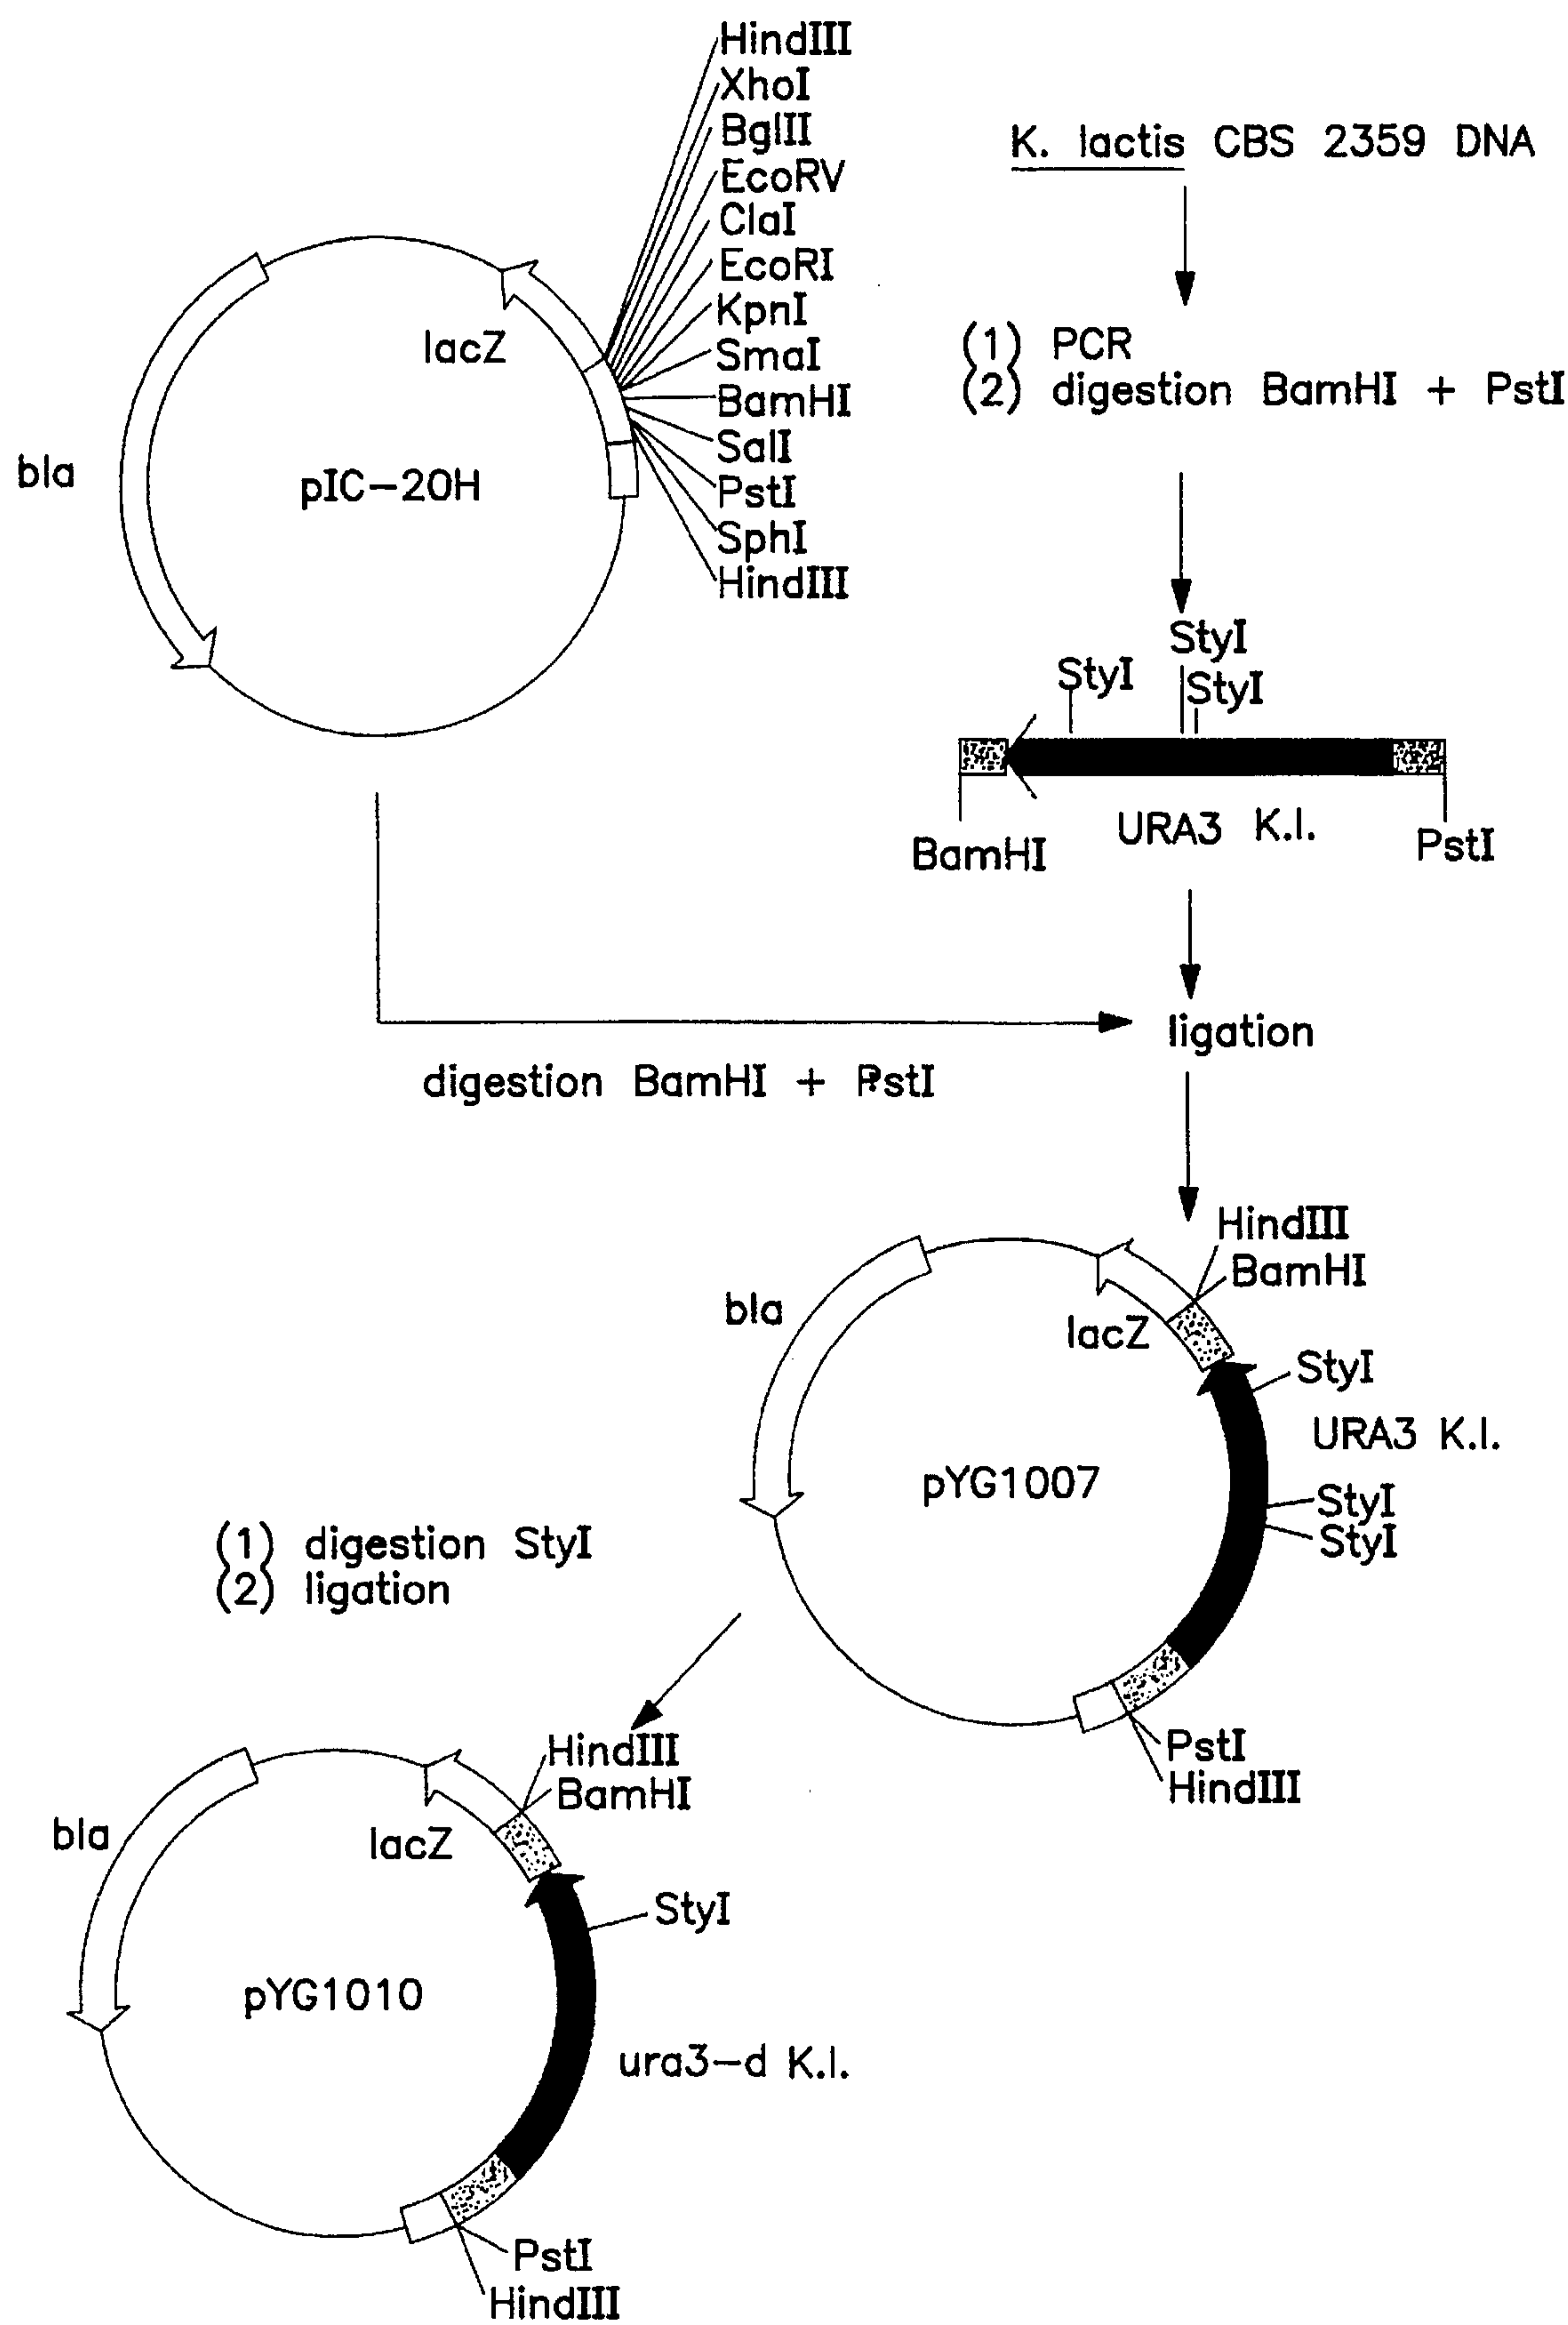 HindIII
XhoI
BglII
EcoRV
ClaI
EcoRI
KpnI
SmaI
BamHI
SalI
PstI
SphI
HindIII
lacZ
bla
pIC-20H
K. lactis CBS 2359 DNA
(1) PCR
(2) digestion BamHI + PstI
StyI
StyI
StyI
BamHI
URA3 K.l.
PstI
ligation
digestion BamHI + PstI
HindIII
BamHI
bla
lacZ
StyI
URA3 K.l.
pYG1007
StyI
StyI
PstI
HindIII
(1) digestion StyI
(2) ligation
HindIII
BamHI
bla
lacZ
StyI
pYG1010
ura3-d K.l.
PstI
HindIII